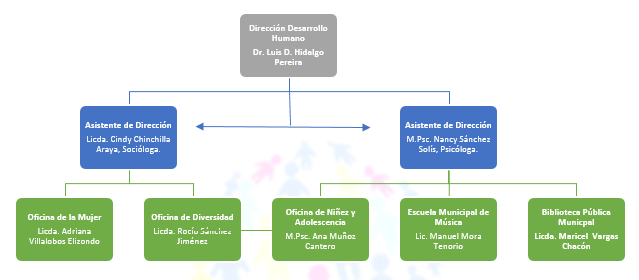 Dirección Desarrollo
Humano
Dr. Luis D. Hidalgo
Pereira
Asistente de Dirección
Licda. Cindy Chinchilla
Araya, Socióloga.
Asistente de Dirección
M.Psc. Nancy Sánchez
Solís, Psicóloga.
Oficina de la Mujer
Licda. Adriana
Villalobos Elizondo
Oficina de Diversidad
Licda. Rocío Sánchez
Jiménez
Oficina de Niñez y
Adolescencia
M.Psc. Ana Muñoz
Cantero
Escuela Municipal de
Música
Lic. Manuel Mora
Tenorio
Biblioteca Pública
Municpal
Licda. Maricel Vargas
Chacón